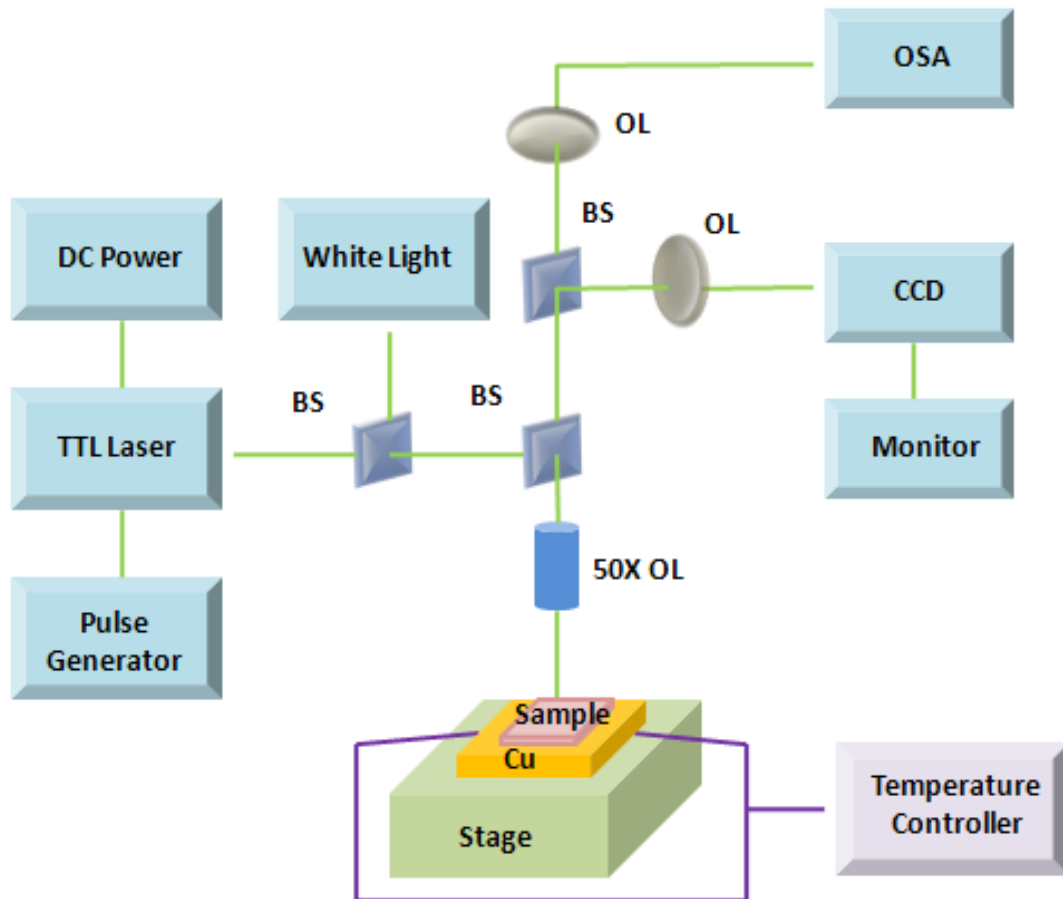 OSA
OL
BS
OL
DC Power
White Light
CCD
BS
BS
TTL Laser
Monitor
50X OL
Pulse
Generator
Sample
Cu
Temperature
Controller
Stage